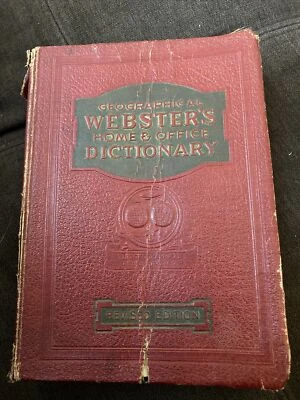 GEOGRAPHICAL
WEBSTER'S
HOME & OFFICE
DICTIONARY
REVISED EDITION